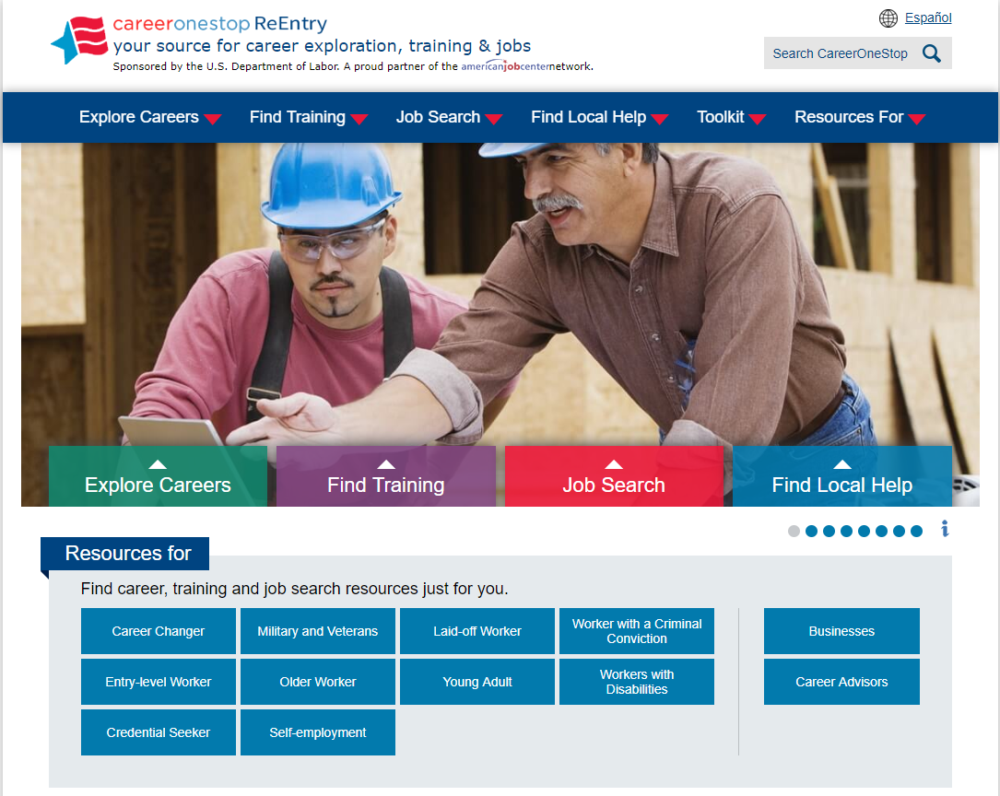 careeronestop ReEntry
your source for career exploration, training & jobs
Sponsored by the U.S. Department of Labor. A proud partner of the americanjobcenternetwork.
Español
Search CareerOneStop
Explore Careers Find Training Job Search Find Local Help Toolkit Resources For
Explore Careers Find Training Job Search Find Local Help
i
Resources for
Find career, training and job search resources just for you.
Career Changer
Military and Veterans
Laid-off Worker
Worker with a Criminal
Conviction
Businesses
Entry-level Worker
Older Worker
Young Adult
Workers with
Disabilities
Career Advisors
Credential Seeker
Self-employment